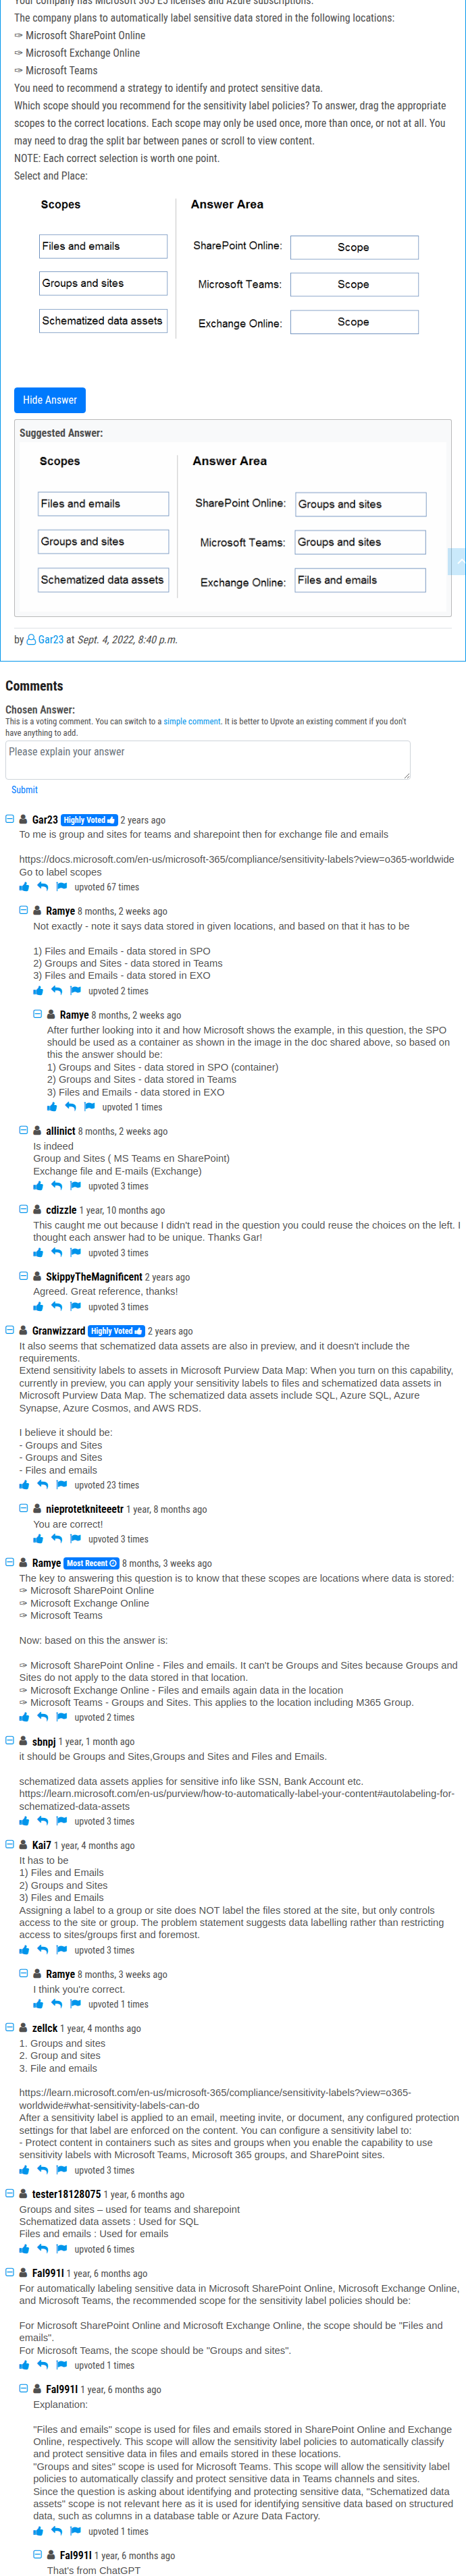 Your company has Microsoft 365 E5 licenses and Azure subscriptions.
The company plans to automatically label sensitive data stored in the following locations:
✑ Microsoft SharePoint Online
✑ Microsoft Exchange Online
✑ Microsoft Teams
You need to recommend a strategy to identify and protect sensitive data.
Which scope should you recommend for the sensitivity label policies? To answer, drag the appropriate
scopes to the correct locations. Each scope may only be used once, more than once, or not at all. You
may need to drag the split bar between panes or scroll to view content.
NOTE: Each correct selection is worth one point.
Select and Place:
Scopes
Answer Area
Files and emails
SharePoint Online: Scope
Groups and sites
Microsoft Teams: Scope
Schematized data assets
Exchange Online: Scope
Hide Answer
Suggested Answer:
Scopes
Answer Area
Files and emails
SharePoint Online: Groups and sites
Groups and sites
Microsoft Teams: Groups and sites
Schematized data assets
Exchange Online: Files and emails
by Gar23 at Sept. 4, 2022, 8:40 p.m.
Comments
Chosen Answer:
This is a voting comment. You can switch to a simple comment. It is better to Upvote an existing comment if you don't
have anything to add.
Please explain your answer
Submit
Gar23 Highly Voted 2 years ago
To me is group and sites for teams and sharepoint then for exchange file and emails
https://docs.microsoft.com/en-us/microsoft-365/compliance/sensitivity-labels?view=o365-worldwide
Go to label scopes
upvoted 67 times
Ramye 8 months, 2 weeks ago
Not exactly - note it says data stored in given locations, and based on that it has to be
1) Files and Emails - data stored in SPO
2) Groups and Sites - data stored in Teams
3) Files and Emails - data stored in EXO
upvoted 2 times
Ramye 8 months, 2 weeks ago
After further looking into it and how Microsoft shows the example, in this question, the SPO
should be used as a container as shown in the image in the doc shared above, so based on
this the answer should be:
1) Groups and Sites - data stored in SPO (container)
2) Groups and Sites - data stored in Teams
3) Files and Emails - data stored in EXO
upvoted 1 times
allinict 8 months, 2 weeks ago
Is indeed
Group and Sites ( MS Teams en SharePoint)
Exchange file and E-mails (Exchange)
upvoted 3 times
cdizzle 1 year, 10 months ago
This caught me out because I didn't read in the question you could reuse the choices on the left. I
thought each answer had to be unique. Thanks Gar!
upvoted 3 times
SkippyTheMagnificent 2 years ago
Agreed. Great reference, thanks!
upvoted 3 times
Granwizzard Highly Voted 2 years ago
It also seems that schematized data assets are also in preview, and it doesn't include the
requirements.
Extend sensitivity labels to assets in Microsoft Purview Data Map: When you turn on this capability,
currently in preview, you can apply your sensitivity labels to files and schematized data assets in
Microsoft Purview Data Map. The schematized data assets include SQL, Azure SQL, Azure
Synapse, Azure Cosmos, and AWS RDS.
I believe it should be:
- Groups and Sites
- Groups and Sites
- Files and emails
upvoted 23 times
nieprotetkniteeetr 1 year, 8 months ago
You are correct!
upvoted 3 times
Ramye Most Recent 8 months, 3 weeks ago
The key to answering this question is to know that these scopes are locations where data is stored:
✑ Microsoft SharePoint Online
✑ Microsoft Exchange Online
✑ Microsoft Teams
Now: based on this the answer is:
✑ Microsoft SharePoint Online - Files and emails. It can't be Groups and Sites because Groups and
Sites do not apply to the data stored in that location.
✑ Microsoft Exchange Online - Files and emails again data in the location
✑ Microsoft Teams - Groups and Sites. This applies to the location including M365 Group.
upvoted 2 times
sbnpj 1 year, 1 month ago
it should be Groups and Sites,Groups and Sites and Files and Emails.
schematized data assets applies for sensitive info like SSN, Bank Account etc.
https://learn.microsoft.com/en-us/purview/how-to-automatically-label-your-content#autolabeling-for-
schematized-data-assets
upvoted 3 times
Kai7 1 year, 4 months ago
It has to be
1) Files and Emails
2) Groups and Sites
3) Files and Emails
Assigning a label to a group or site does NOT label the files stored at the site, but only controls
access to the site or group. The problem statement suggests data labelling rather than restricting
access to sites/groups first and foremost.
upvoted 3 times
Ramye 8 months, 3 weeks ago
I think you're correct.
upvoted 1 times
zellck 1 year, 4 months ago
1. Groups and sites
2. Group and sites
3. File and emails
https://learn.microsoft.com/en-us/microsoft-365/compliance/sensitivity-labels?view=o365-
worldwide#what-sensitivity-labels-can-do
After a sensitivity label is applied to an email, meeting invite, or document, any configured protection
settings for that label are enforced on the content. You can configure a sensitivity label to:
- Protect content in containers such as sites and groups when you enable the capability to use
sensitivity labels with Microsoft Teams, Microsoft 365 groups, and SharePoint sites.
upvoted 3 times
tester18128075 1 year, 6 months ago
Groups and sites – used for teams and sharepoint
Schematized data assets : Used for SQL
Files and emails : Used for emails
upvoted 6 times
Fal991l 1 year, 6 months ago
For automatically labeling sensitive data in Microsoft SharePoint Online, Microsoft Exchange Online,
and Microsoft Teams, the recommended scope for the sensitivity label policies should be:
For Microsoft SharePoint Online and Microsoft Exchange Online, the scope should be "Files and
emails".
For Microsoft Teams, the scope should be "Groups and sites".
upvoted 1 times
Fal991l 1 year, 6 months ago
Explanation:
"Files and emails" scope is used for files and emails stored in SharePoint Online and Exchange
Online, respectively. This scope will allow the sensitivity label policies to automatically classify
and protect sensitive data in files and emails stored in these locations.
"Groups and sites" scope is used for Microsoft Teams. This scope will allow the sensitivity label
policies to automatically classify and protect sensitive data in Teams channels and sites.
Since the question is asking about identifying and protecting sensitive data, "Schematized data
assets" scope is not relevant here as it is used for identifying sensitive data based on structured
data, such as columns in a database table or Azure Data Factory.
upvoted 1 times
Fal991l 1 year, 6 months ago
That's from ChatGPT